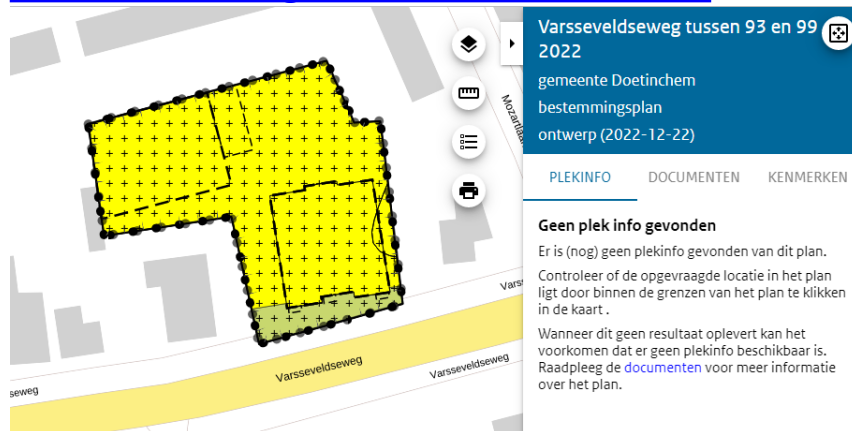 Varsseveldseweg tussen 93 en 99
2022
gemeente Doetinchem
bestemmingsplan
ontwerp (2022-12-22)
PLEKINFO DOCUMENTEN KENMERKEN
Geen plek info gevonden
Er is (nog) geen plekinfo gevonden van dit plan.
Controleer of de opgevraagde locatie in het plan
ligt door binnen de grenzen van het plan te klikken
in de kaart .
Wanneer dit geen resultaat oplevert kan het
voorkomen dat er geen plekinfo beschikbaar is.
Raadpleeg de documenten voor meer informatie
over het plan.
Mozartlaan
Varss
Varsseveldseweg
Varsseveldseweg
seweg